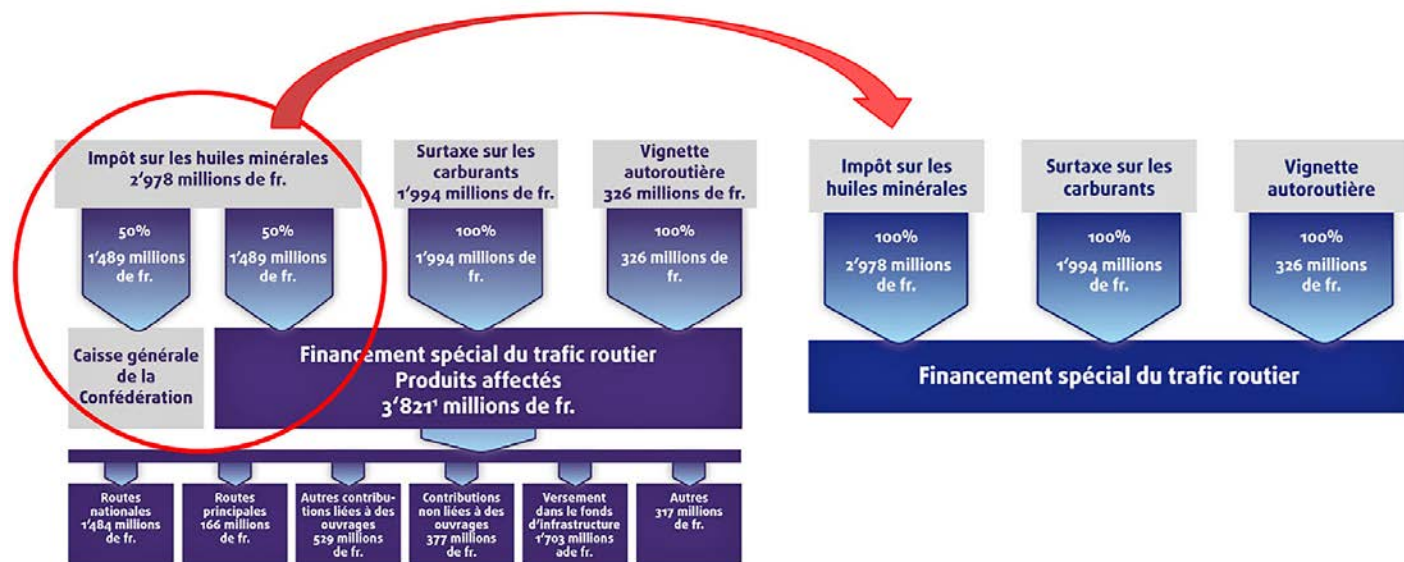 Impôt sur les huiles minérales
2'978 millions de fr.
50%
1'489 millions
de fr.
50%
1'489 millions
de fr.
Surtaxe sur les
carburants
1'994 millions de fr.
100%
1'994 millions de
fr.
Vignette
autoroutière
326 millions de fr.
100%
326 millions de
fr.
Caisse générale
de la
Confédération
Financement spécial du trafic routier
Produits affectés
3'821¹ millions de fr.
Routes
nationales
1'484 millions
de fr.
Routes
principales
166 millions
de fr.
Autres contribu-
tions liées à des
ouvrages
529 millions
de fr.
Contributions
non liées à des
ouvrages
377 millions
de fr.
Versement
dans le fonds
d'infrastructure
1'703 millions
ade fr.
Autres
317 millions
de fr.
Impôt sur les
huiles minérales
100%
2'978 millions
de fr.
Surtaxe sur les
carburants
100%
1'994 millions
de fr.
Vignette
autoroutière
100%
326 millions
de fr.
Financement spécial du trafic routier